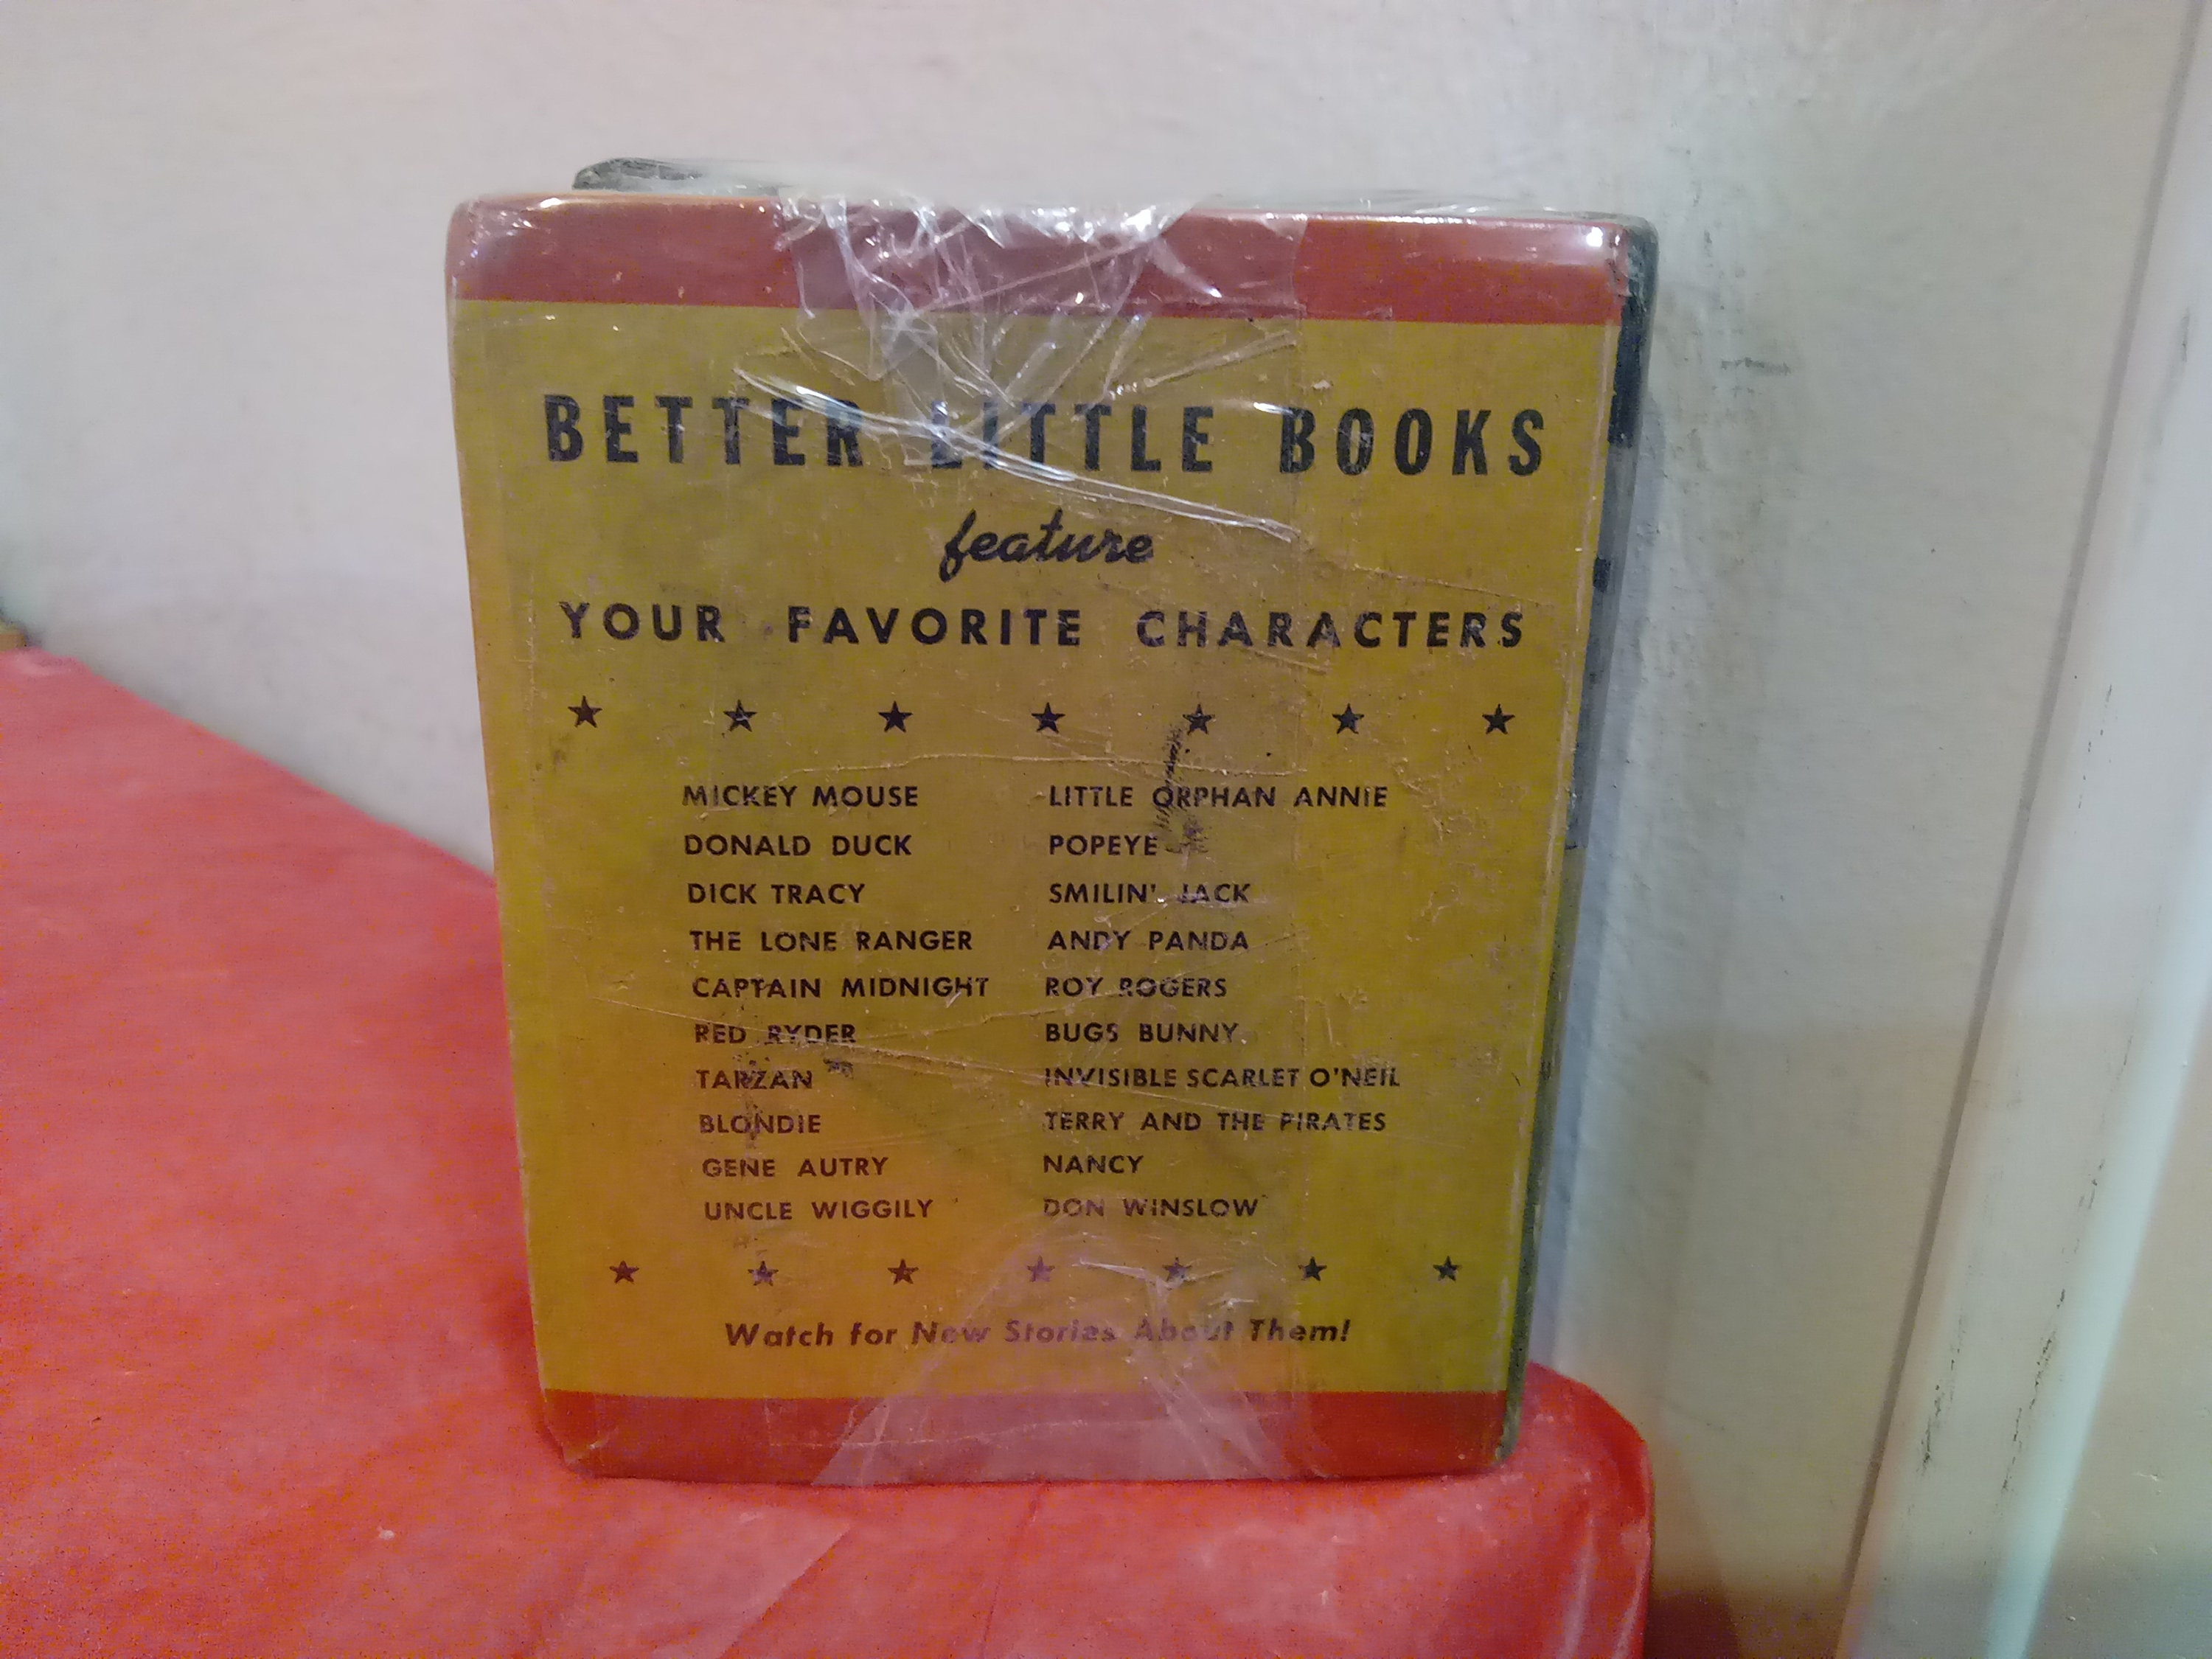 BETTER LITTLE BOOKS
feature
YOUR FAVORITE CHARACTERS
MICKEY MOUSE
DONALD DUCK
DICK TRACY
THE LONE RANGER
CAPTAIN MIDNIGHT
RED RYDER
TARZAN
BLONDIE
GENE AUTRY
UNCLE WIGGILY
LITTLE ORPHAN ANNIE
POPEYE
SMILIN' JACK
ANDY PANDA
ROY ROGERS
BUGS BUNNY
INVISIBLE SCARLET O'NEIL
TERRY AND THE PIRATES
NANCY
DON WINSLOW
Watch for New Stories About Them!